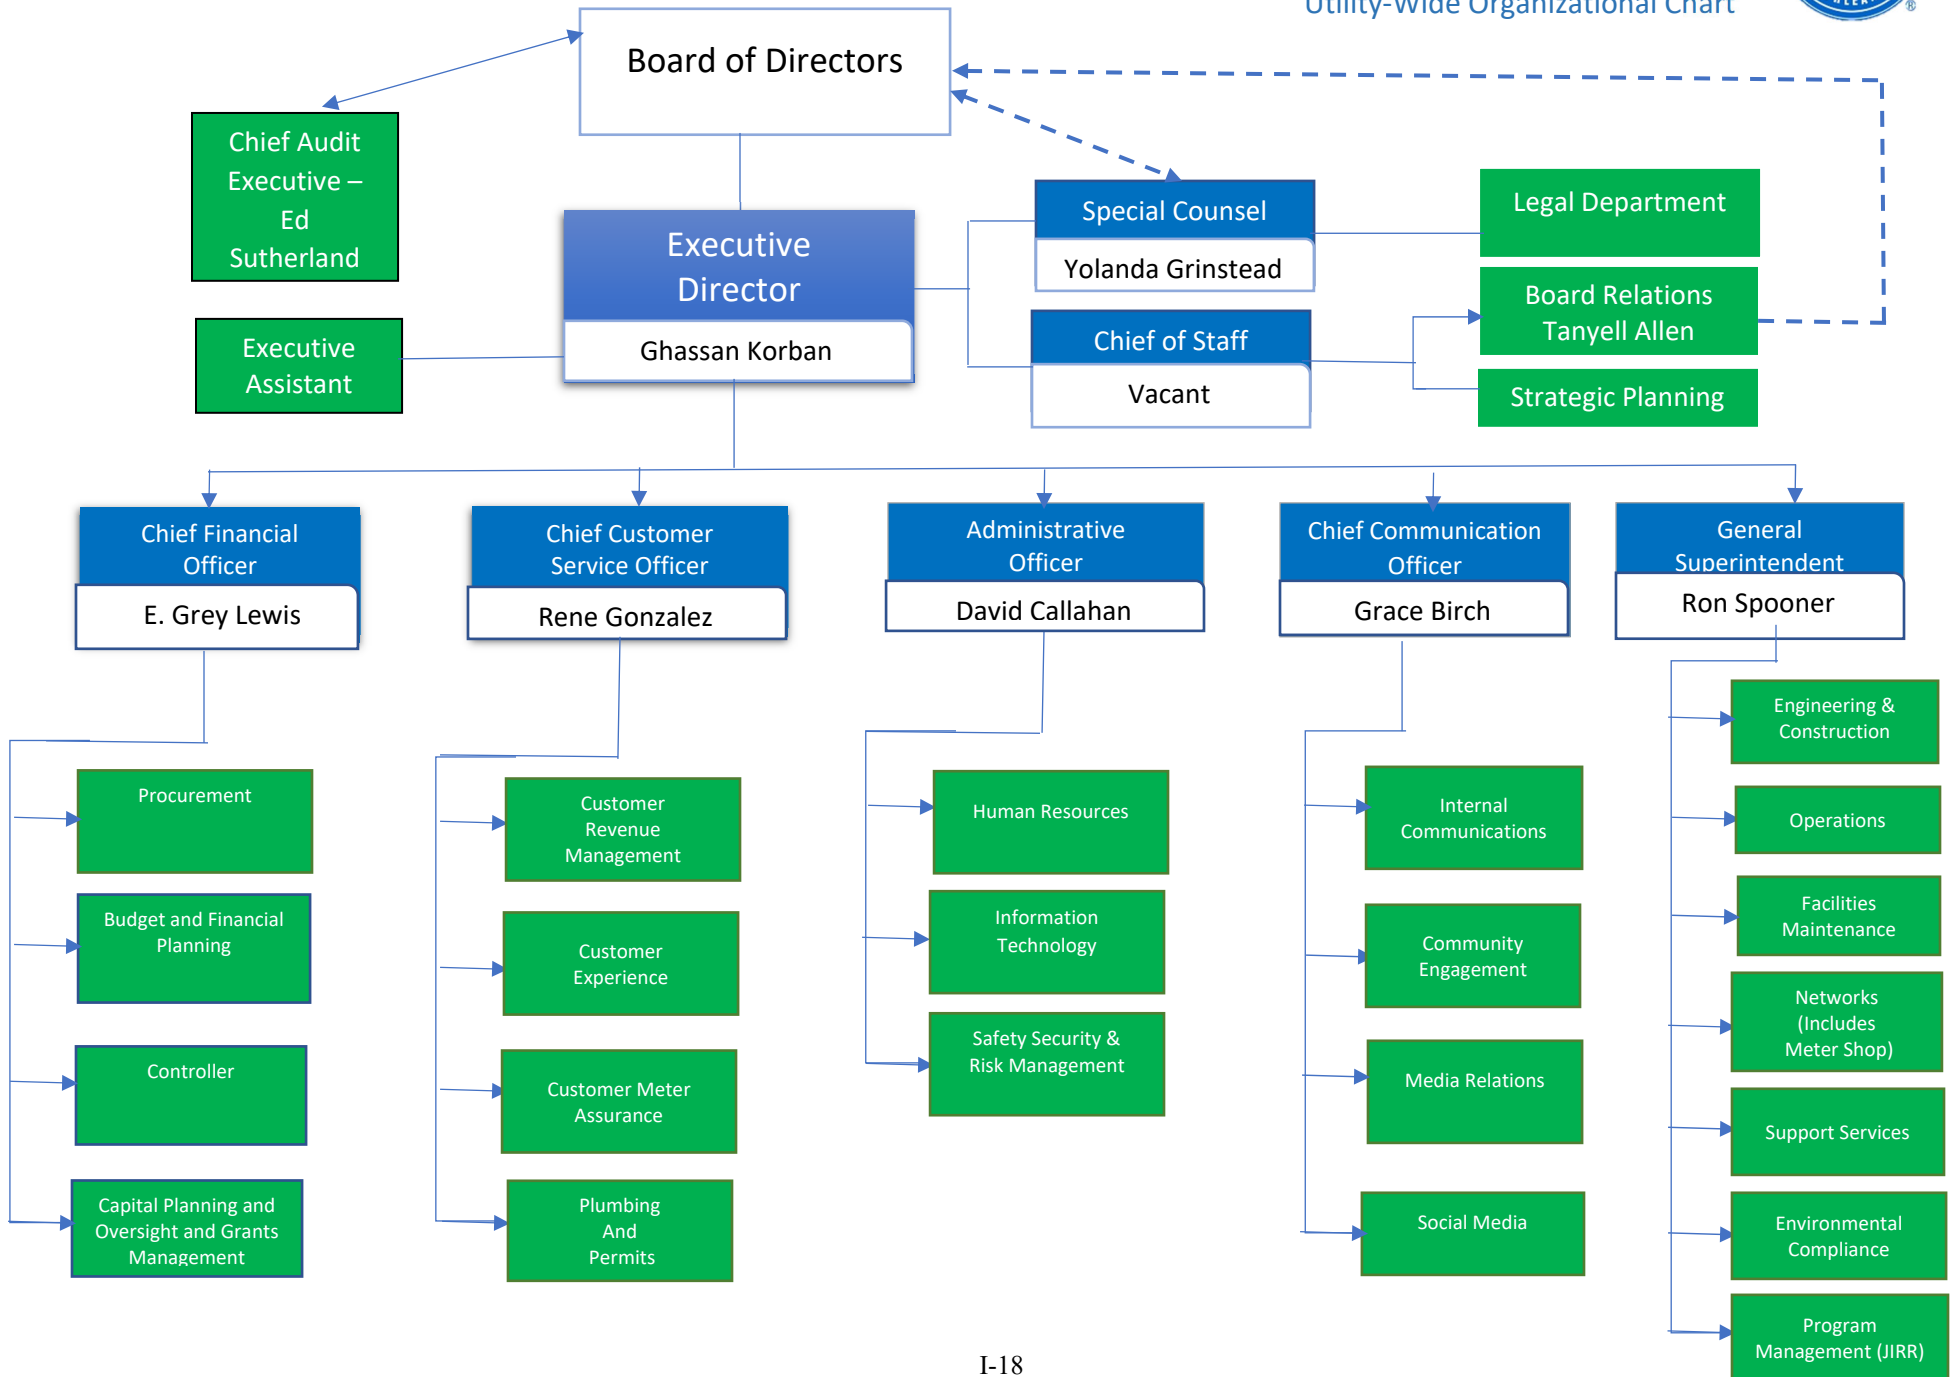 Utility-Wide Organizational Chart
®
Board of Directors
Chief Audit
Executive –
Ed
Sutherland
Executive
Director
Ghassan Korban
Executive
Assistant
Special Counsel
Yolanda Grinstead
Chief of Staff
Vacant
Legal Department
Board Relations
Tanyell Allen
Strategic Planning
Chief Financial
Officer
E. Grey Lewis
Chief Customer
Service Officer
Rene Gonzalez
Administrative
Officer
David Callahan
Chief Communication
Officer
Grace Birch
General
Superintendent
Ron Spooner
Procurement
Budget and Financial
Planning
Controller
Capital Planning and
Oversight and Grants
Management
Customer
Revenue
Management
Customer
Experience
Customer Meter
Assurance
Plumbing
And
Permits
Human Resources
Information
Technology
Safety Security &
Risk Management
Internal
Communications
Community
Engagement
Media Relations
Social Media
Engineering &
Construction
Operations
Facilities
Maintenance
Networks
(Includes
Meter Shop)
Support Services
Environmental
Compliance
Program
Management (JIRR)
I-18